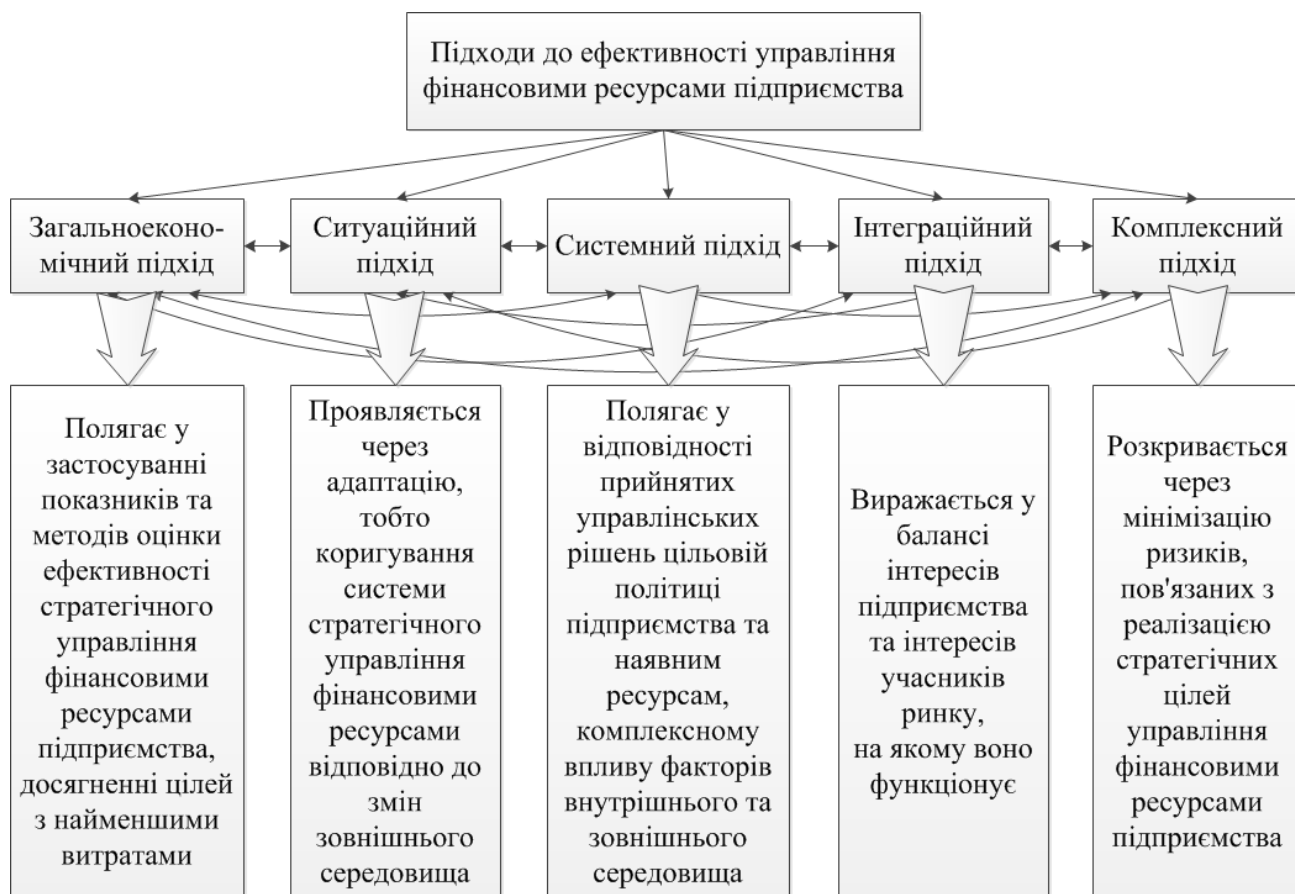 Підходи до ефективності управління
фінансовими ресурсами підприємства
Загальноеконо-
мічний підхід
Ситуаційний
підхід
Системний підхід
Інтеграційний
підхід
Комплексний
підхід
Полягає у
застосуванні
показників та
методів оцінки
ефективності
стратегічного
управління
фінансовими
ресурсами
підприємства,
досягненні цілей
з найменшими
витратами
Проявляється
через
адаптацію,
тобто
коригування
системи
стратегічного
управління
фінансовими
ресурсами
відповідно до
змін
зовнішнього
середовища
Полягає у
відповідності
прийнятих
управлінських
рішень цільовій
політиці
підприємства та
наявним
ресурсам,
комплексному
впливу факторів
внутрішнього та
зовнішнього
середовища
Виражається у
балансі
інтересів
підприємства
та інтересів
учасників
ринку,
на якому воно
функціонує
Розкривається
через
мінімізацію
ризиків,
пов'язаних з
реалізацією
стратегічних
цілей
управління
фінансовими
ресурсами
підприємства